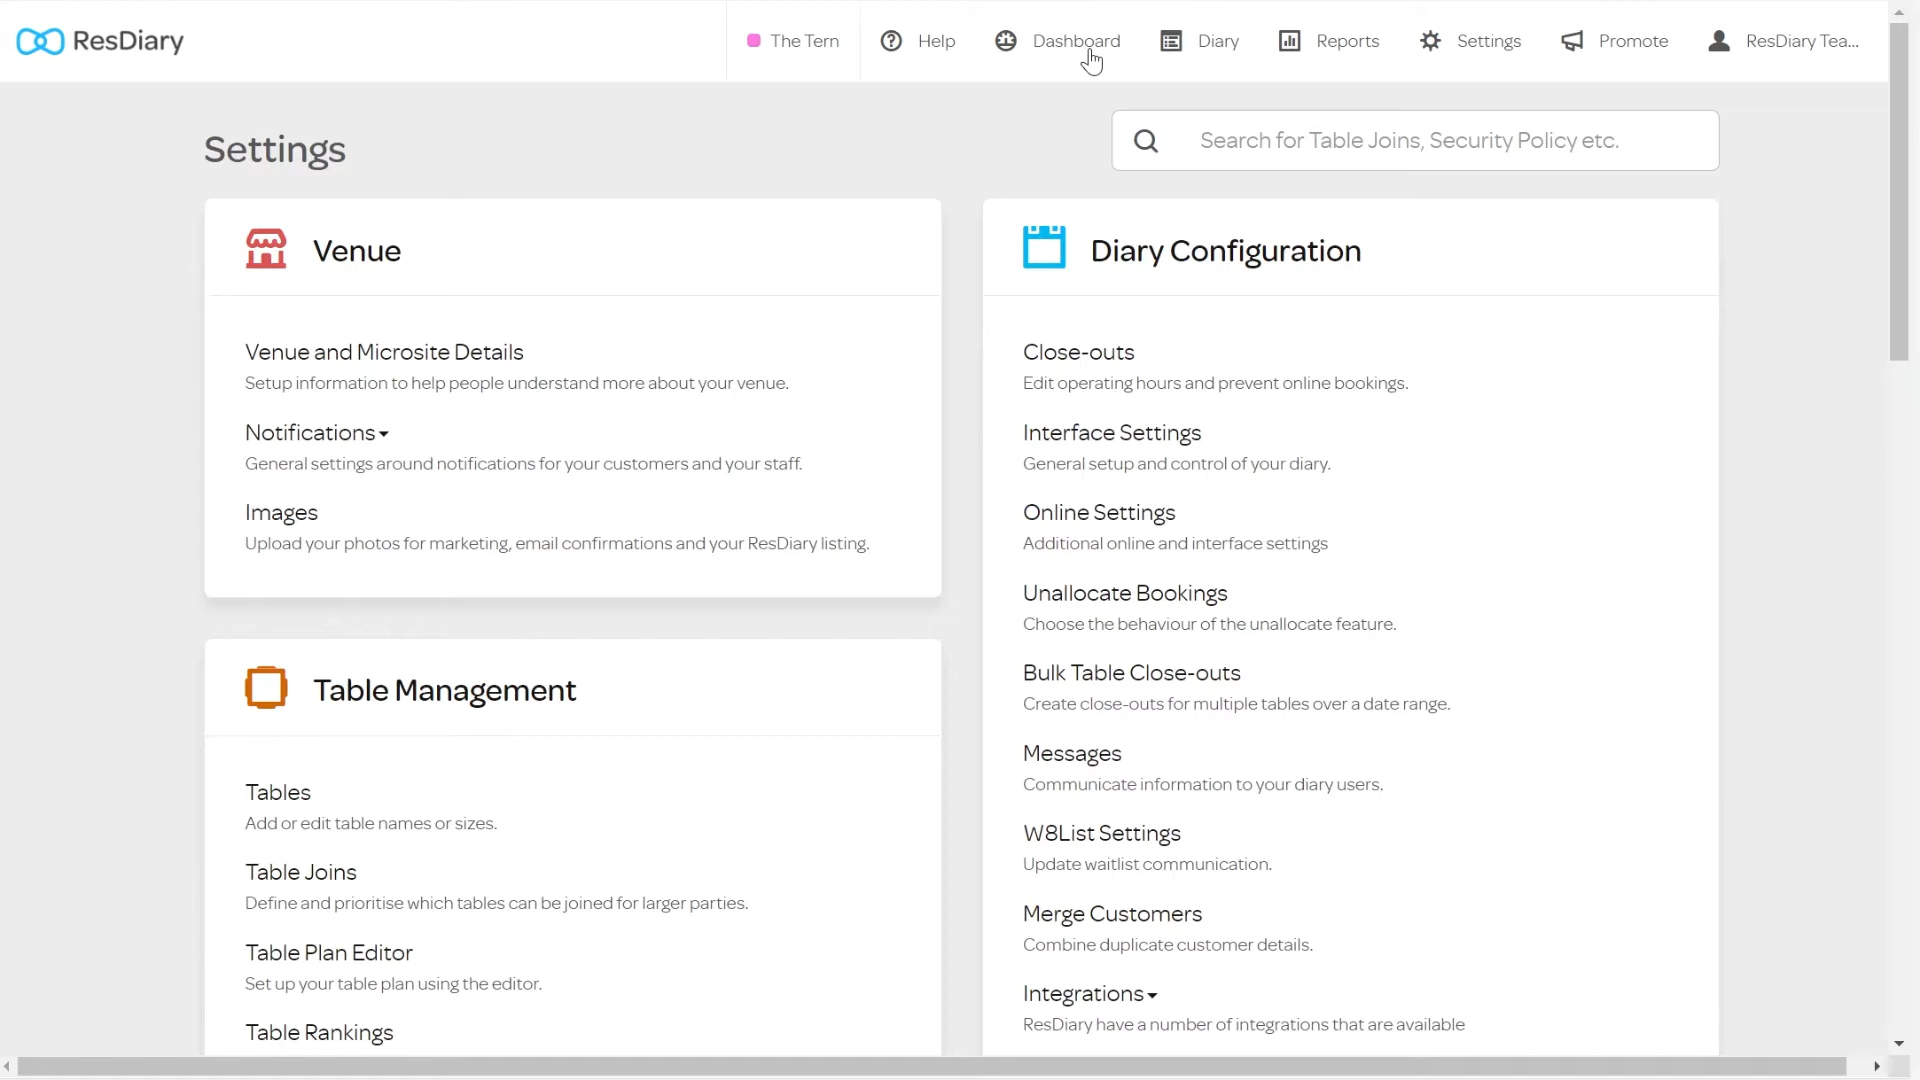 ResDiary
The Tern
Help
Dashboard
Diary
Reports
Settings
Promote
ResDiary Tea...
Settings
Search for Table Joins, Security Policy etc.
Venue
Venue and Microsite Details
Setup information to help people understand more about your venue.
Notifications
General settings around notifications for your customers and your staff.
Images
Upload your photos for marketing, email confirmations and your ResDiary listing.
Table Management
Tables
Add or edit table names or sizes.
Table Joins
Define and prioritise which tables can be joined for larger parties.
Table Plan Editor
Set up your table plan using the editor.
Table Rankings
Diary Configuration
Close-outs
Edit operating hours and prevent online bookings.
Interface Settings
General setup and control of your diary.
Online Settings
Additional online and interface settings
Unallocate Bookings
Choose the behaviour of the unallocate feature.
Bulk Table Close-outs
Create close-outs for multiple tables over a date range.
Messages
Communicate information to your diary users.
W8List Settings
Update waitlist communication.
Merge Customers
Combine duplicate customer details.
Integrations
ResDiary have a number of integrations that are available